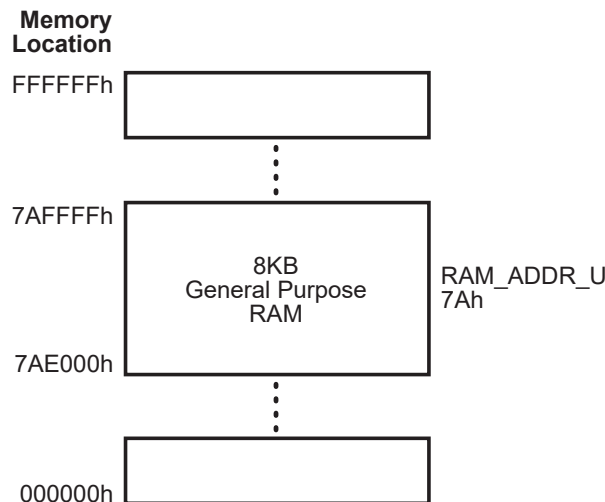 Memory
Location
FFFFFFh
7AFFFFh
8KB
General Purpose
RAM
RAM_ADDR_U
7Ah
7AE000h
000000h